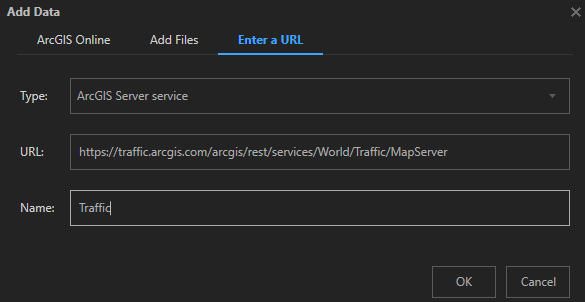 Add Data
ArcGIS Online Add Files Enter a URL
Type: ArcGIS Server service
URL: https://traffic.arcgis.com/arcgis/rest/services/World/Traffic/MapServer
Name: Traffic
OK Cancel